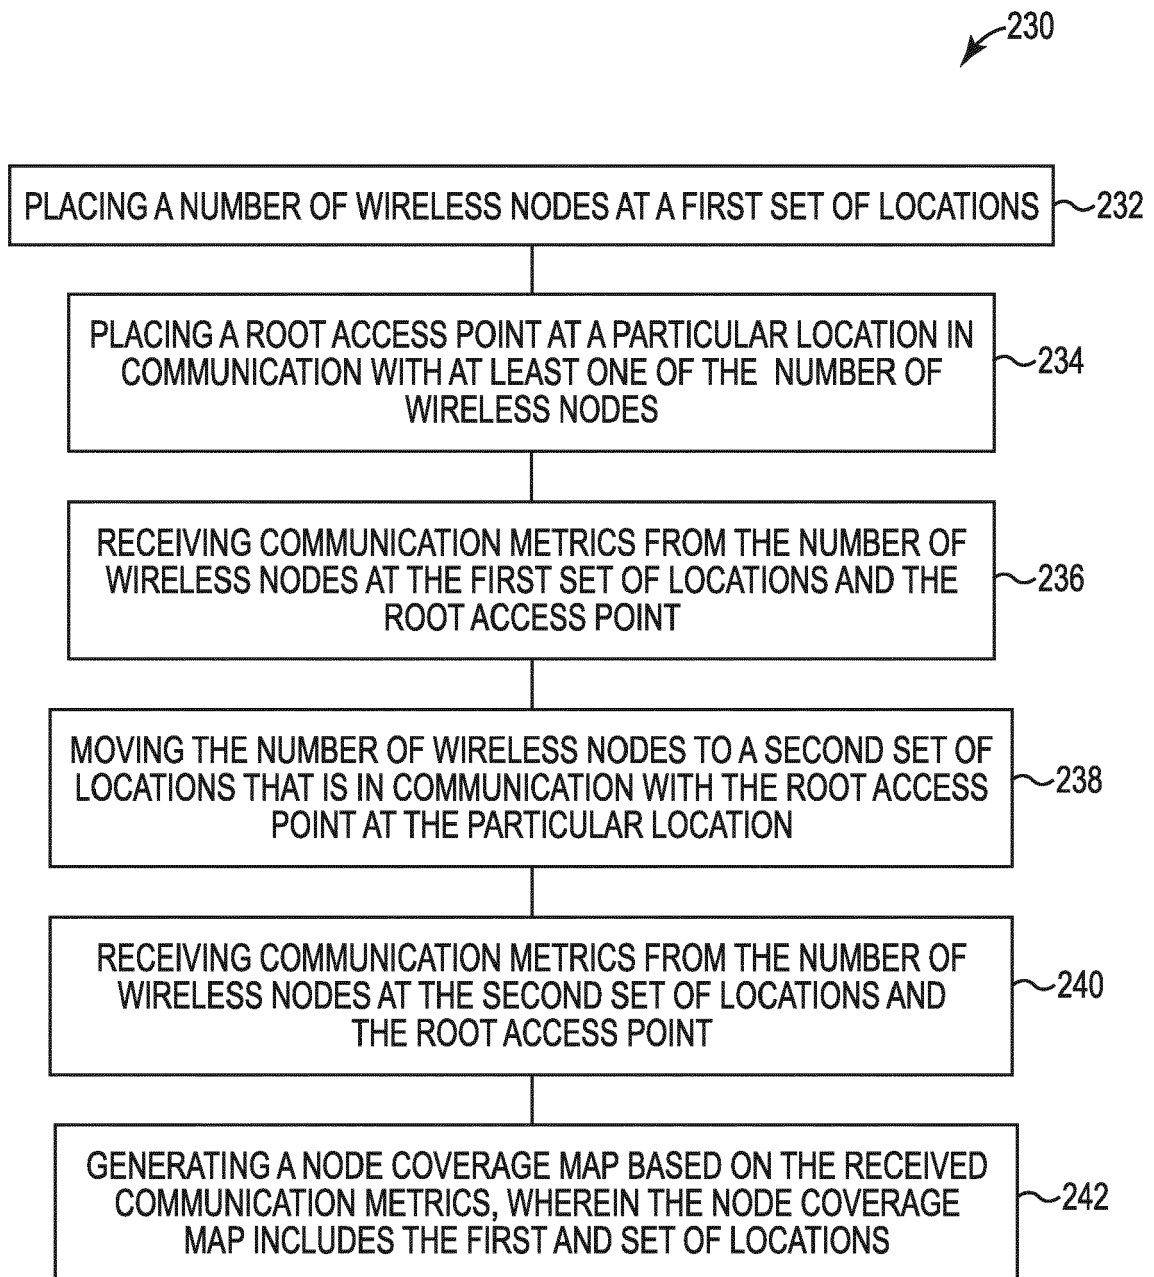 230
PLACING A NUMBER OF WIRELESS NODES AT A FIRST SET OF LOCATIONS
232
PLACING A ROOT ACCESS POINT AT A PARTICULAR LOCATION IN
COMMUNICATION WITH AT LEAST ONE OF THE NUMBER OF
WIRELESS NODES
234
RECEIVING COMMUNICATION METRICS FROM THE NUMBER OF
WIRELESS NODES AT THE FIRST SET OF LOCATIONS AND THE
ROOT ACCESS POINT
236
MOVING THE NUMBER OF WIRELESS NODES TO A SECOND SET OF
LOCATIONS THAT IS IN COMMUNICATION WITH THE ROOT ACCESS
POINT AT THE PARTICULAR LOCATION
238
RECEIVING COMMUNICATION METRICS FROM THE NUMBER OF
WIRELESS NODES AT THE SECOND SET OF LOCATIONS AND
THE ROOT ACCESS POINT
240
GENERATING A NODE COVERAGE MAP BASED ON THE RECEIVED
COMMUNICATION METRICS, WHEREIN THE NODE COVERAGE
MAP INCLUDES THE FIRST AND SET OF LOCATIONS
242